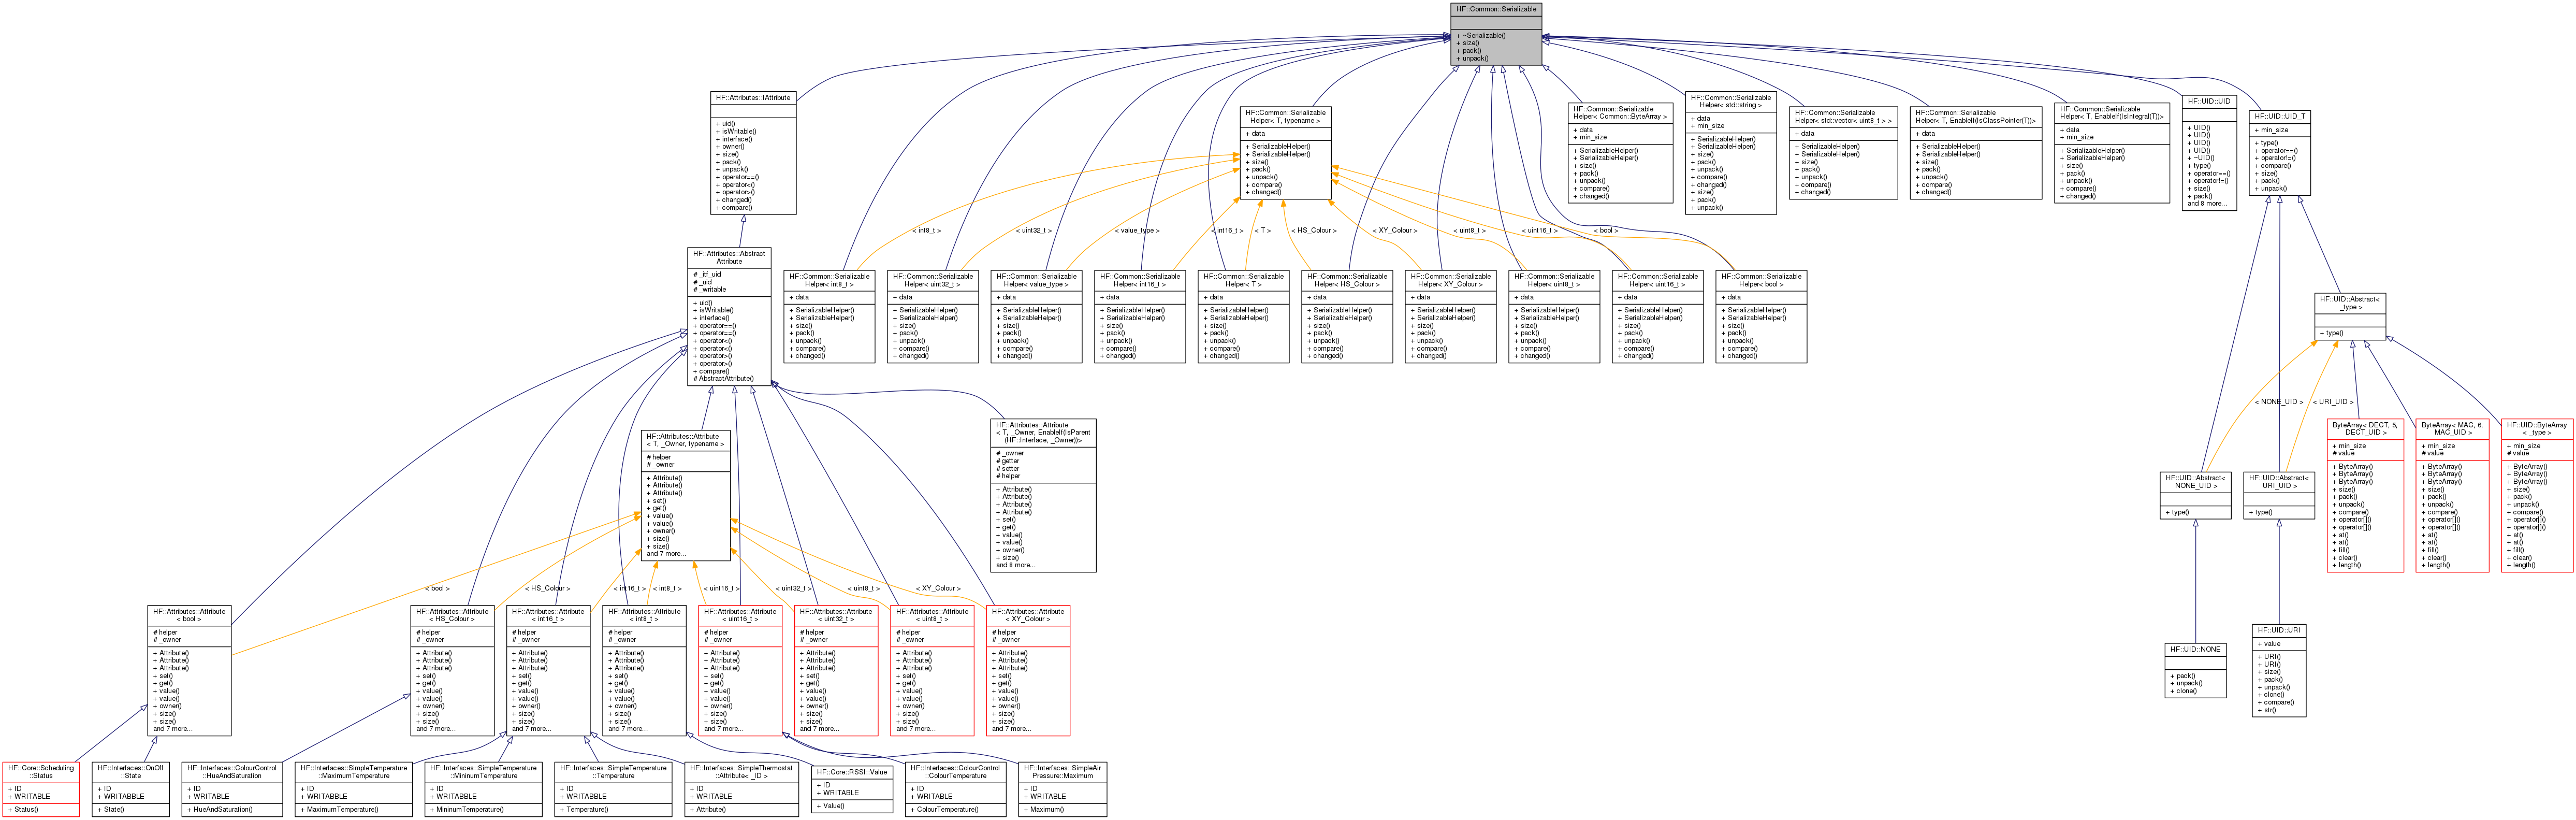 HF::Common::Serializable
+ ~Serializable()
+ size()
+ pack()
+ unpack()
HF::Attributes::IAttribute
+ uid()
+ isWritable()
+ interface()
+ owner()
+ size()
+ pack()
+ unpack()
+ operator==()
+ operator<()
+ operator>()
+ changed()
+ compare()
HF::Common::Serializable
Helper< T, typename >
+ data
+ SerializableHelper()
+ SerializableHelper()
+ size()
+ pack()
+ unpack()
+ compare()
+ changed()
HF::Common::Serializable
Helper< Common::ByteArray >
+ data
+ min_size
+ SerializableHelper()
+ SerializableHelper()
+ size()
+ pack()
+ unpack()
+ compare()
+ changed()
HF::Common::Serializable
Helper< std::string >
+ data
+ min_size
+ SerializableHelper()
+ SerializableHelper()
+ size()
+ pack()
+ unpack()
+ compare()
+ changed()
+ size()
+ pack()
+ unpack()
HF::Common::Serializable
Helper< std::vector< uint8_t > >
+ data
+ SerializableHelper()
+ SerializableHelper()
+ size()
+ pack()
+ unpack()
+ compare()
+ changed()
HF::Common::Serializable
Helper< T, EnableIf(IsClassPointer(T))>
+ data
+ SerializableHelper()
+ SerializableHelper()
+ size()
+ pack()
+ unpack()
+ compare()
+ changed()
HF::Common::Serializable
Helper< T, EnableIf(IsIntegral(T))>
+ data
+ min_size
+ SerializableHelper()
+ SerializableHelper()
+ size()
+ pack()
+ unpack()
+ compare()
+ changed()
HF::UID::UID
+ UID()
+ UID()
+ UID()
+ UID()
+ ~UID()
+ type()
+ operator==()
+ operator!=()
+ size()
+ pack()
and 8 more...
HF::UID::UID_T
+ min_size
+ type()
+ operator==()
+ operator!=()
+ compare()
+ size()
+ pack()
+ unpack()
< int8_t >
< uint32_t >
< value_type >
< int16_t >
< T >
< HS_Colour >
< XY_Colour >
< uint8_t >
< uint16_t >
< bool >
HF::Attributes::Abstract
Attribute
# _itf_uid
# _uid
# _writable
+ uid()
+ isWritable()
+ interface()
+ operator==()
+ operator==()
+ operator<()
+ operator<()
+ operator>()
+ operator>()
+ compare()
# AbstractAttribute()
HF::Common::Serializable
Helper< int8_t >
+ data
+ SerializableHelper()
+ SerializableHelper()
+ size()
+ pack()
+ unpack()
+ compare()
+ changed()
HF::Common::Serializable
Helper< uint32_t >
+ data
+ SerializableHelper()
+ SerializableHelper()
+ size()
+ pack()
+ unpack()
+ compare()
+ changed()
HF::Common::Serializable
Helper< value_type >
+ data
+ SerializableHelper()
+ SerializableHelper()
+ size()
+ pack()
+ unpack()
+ compare()
+ changed()
HF::Common::Serializable
Helper< int16_t >
+ data
+ SerializableHelper()
+ SerializableHelper()
+ size()
+ pack()
+ unpack()
+ compare()
+ changed()
HF::Common::Serializable
Helper< T >
+ data
+ SerializableHelper()
+ SerializableHelper()
+ size()
+ pack()
+ unpack()
+ compare()
+ changed()
HF::Common::Serializable
Helper< HS_Colour >
+ data
+ SerializableHelper()
+ SerializableHelper()
+ size()
+ pack()
+ unpack()
+ compare()
+ changed()
HF::Common::Serializable
Helper< XY_Colour >
+ data
+ SerializableHelper()
+ SerializableHelper()
+ size()
+ pack()
+ unpack()
+ compare()
+ changed()
HF::Common::Serializable
Helper< uint8_t >
+ data
+ SerializableHelper()
+ SerializableHelper()
+ size()
+ pack()
+ unpack()
+ compare()
+ changed()
HF::Common::Serializable
Helper< uint16_t >
+ data
+ SerializableHelper()
+ SerializableHelper()
+ size()
+ pack()
+ unpack()
+ compare()
+ changed()
HF::Common::Serializable
Helper< bool >
+ data
+ SerializableHelper()
+ SerializableHelper()
+ size()
+ pack()
+ unpack()
+ compare()
+ changed()
HF::UID::Abstract<
_type >
+ type()
< NONE_UID >
< URI_UID >
HF::Attributes::Attribute
< T, _Owner, typename >
# helper
# _owner
+ Attribute()
+ Attribute()
+ Attribute()
+ set()
+ get()
+ value()
+ value()
+ owner()
+ size()
+ size()
and 7 more...
HF::Attributes::Attribute
< T, _Owner, EnableIf(IsParent
(HF::Interface, _Owner))>
# _owner
# getter
# setter
# helper
+ Attribute()
+ Attribute()
+ Attribute()
+ Attribute()
+ set()
+ get()
+ value()
+ value()
+ owner()
+ size()
and 8 more...
HF::UID::Abstract<
NONE_UID >
+ type()
HF::UID::Abstract<
URI_UID >
+ type()
ByteArray< DECT, 5,
DECT_UID >
+ min_size
# value
+ ByteArray()
+ ByteArray()
+ ByteArray()
+ size()
+ pack()
+ unpack()
+ compare()
+ operator[]()
+ operator[]()
+ at()
+ at()
+ fill()
+ clear()
+ length()
ByteArray< MAC, 6,
MAC_UID >
+ min_size
# value
+ ByteArray()
+ ByteArray()
+ ByteArray()
+ size()
+ pack()
+ unpack()
+ compare()
+ operator[]()
+ operator[]()
+ at()
+ at()
+ fill()
+ clear()
+ length()
HF::UID::ByteArray
< _type >
+ min_size
# value
+ ByteArray()
+ ByteArray()
+ ByteArray()
+ size()
+ pack()
+ unpack()
+ compare()
+ operator[]()
+ operator[]()
+ at()
+ at()
+ fill()
+ clear()
+ length()
< bool >
< HS_Colour >
< int16_t >
< int8_t >
< uint16_t >
< uint32_t >
< uint8_t >
< XY_Colour >
HF::Attributes::Attribute
< bool >
# helper
# _owner
+ Attribute()
+ Attribute()
+ Attribute()
+ set()
+ get()
+ value()
+ value()
+ owner()
+ size()
+ size()
and 7 more...
HF::Attributes::Attribute
< HS_Colour >
# helper
# _owner
+ Attribute()
+ Attribute()
+ Attribute()
+ set()
+ get()
+ value()
+ value()
+ owner()
+ size()
+ size()
and 7 more...
HF::Attributes::Attribute
< int16_t >
# helper
# _owner
+ Attribute()
+ Attribute()
+ Attribute()
+ set()
+ get()
+ value()
+ value()
+ owner()
+ size()
+ size()
and 7 more...
HF::Attributes::Attribute
< int8_t >
# helper
# _owner
+ Attribute()
+ Attribute()
+ Attribute()
+ set()
+ get()
+ value()
+ value()
+ owner()
+ size()
+ size()
and 7 more...
HF::Attributes::Attribute
< uint16_t >
# helper
# _owner
+ Attribute()
+ Attribute()
+ Attribute()
+ set()
+ get()
+ value()
+ value()
+ owner()
+ size()
+ size()
and 7 more...
HF::Attributes::Attribute
< uint32_t >
# helper
# _owner
+ Attribute()
+ Attribute()
+ Attribute()
+ set()
+ get()
+ value()
+ value()
+ owner()
+ size()
+ size()
and 7 more...
HF::Attributes::Attribute
< uint8_t >
# helper
# _owner
+ Attribute()
+ Attribute()
+ Attribute()
+ set()
+ get()
+ value()
+ value()
+ owner()
+ size()
+ size()
and 7 more...
HF::Attributes::Attribute
< XY_Colour >
# helper
# _owner
+ Attribute()
+ Attribute()
+ Attribute()
+ set()
+ get()
+ value()
+ value()
+ owner()
+ size()
+ size()
and 7 more...
HF::UID::NONE
+ pack()
+ unpack()
+ clone()
HF::UID::URI
+ value
+ URI()
+ URI()
+ size()
+ pack()
+ unpack()
+ clone()
+ compare()
+ str()
HF::Core::Scheduling
::Status
+ ID
+ WRITABLE
+ Status()
HF::Interfaces::OnOff
::State
+ ID
+ WRITABBLE
+ State()
HF::Interfaces::ColourControl
::HueAndSaturation
+ ID
+ WRITABLE
+ HueAndSaturation()
HF::Interfaces::SimpleTemperature
::MaximumTemperature
+ ID
+ WRITABBLE
+ MaximumTemperature()
HF::Interfaces::SimpleTemperature
::MininumTemperature
+ ID
+ WRITABBLE
+ MininumTemperature()
HF::Interfaces::SimpleTemperature
::Temperature
+ ID
+ WRITABBLE
+ Temperature()
HF::Interfaces::SimpleThermostat
::Attribute< _ID >
+ ID
+ WRITABLE
+ Attribute()
HF::Core::RSSI::Value
+ ID
+ WRITABLE
+ Value()
HF::Interfaces::ColourControl
::ColourTemperature
+ ID
+ WRITABLE
+ ColourTemperature()
HF::Interfaces::SimpleAir
Pressure::Maximum
+ ID
+ WRITABLE
+ Maximum()